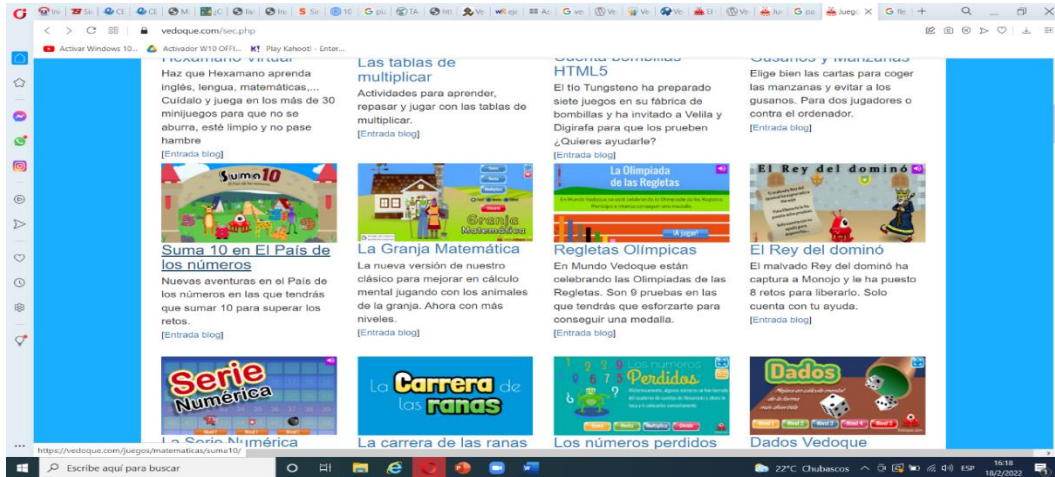 vedoque.com/sec.php
Activar Windows 10...
Activador W10 OFFI...
Play Kahoot! - Enter...
Hexamano Virtual
Haz que Hexamano aprenda
inglés, lengua, matemáticas,...
Cuídalo y juega en los más de 30
minijuegos para que no se
aburra, esté limpio y no pase
hambre
[Entrada blog]
Las tablas de
multiplicar
Actividades para aprender,
repasar y jugar con las tablas de
multiplicar.
[Entrada blog]
Cuenta bombillas
HTML5
El tío Tungsteno ha preparado
siete juegos en su fábrica de
bombillas y ha invitado a Velila y
Digirafa para que los prueben
¿Quieres ayudarle?
[Entrada blog]
Gusanos y Manzanas
Elige bien las cartas para coger
las manzanas y evitar a los
gusanos. Para dos jugadores o
contra el ordenador.
[Entrada blog]
Suma10
Suma 10 en El País de
los números
Nuevas aventuras en el País de
los números en las que tendrás
que sumar 10 para superar los
retos.
[Entrada blog]
Granja
Matemática
La Granja Matemática
La nueva versión de nuestro
clásico para mejorar en cálculo
mental jugando con los animales
de la granja. Ahora con más
niveles.
[Entrada blog]
La Olimpiada
de las Regletas
¡A jugar!
Regletas Olímpicas
En Mundo Vedoque están
celebrando las Olimpiadas de las
Regletas. Son 9 pruebas en las
que tendrás que esforzarte para
conseguir una medalla.
[Entrada blog]
El Rey del dominó
El Rey del dominó
El malvado Rey del dominó ha
captura a Monojo y le ha puesto
8 retos para liberarlo. Solo
cuenta con tu ayuda.
[Entrada blog]
Serie
Numérica
La Serie Numérica
La Carrera de
las ranas
La carrera de las ranas
Los números
Perdidos
Los números perdidos
Dados
Nivel 1 Nivel 2 Nivel 3 Nivel 4 Nivel 5
Dados Vedoque
https://vedoque.com/juegos/matematicas/suma10/
Escribe aquí para buscar
22°C Chubascos
ESP
16:18
18/2/2022